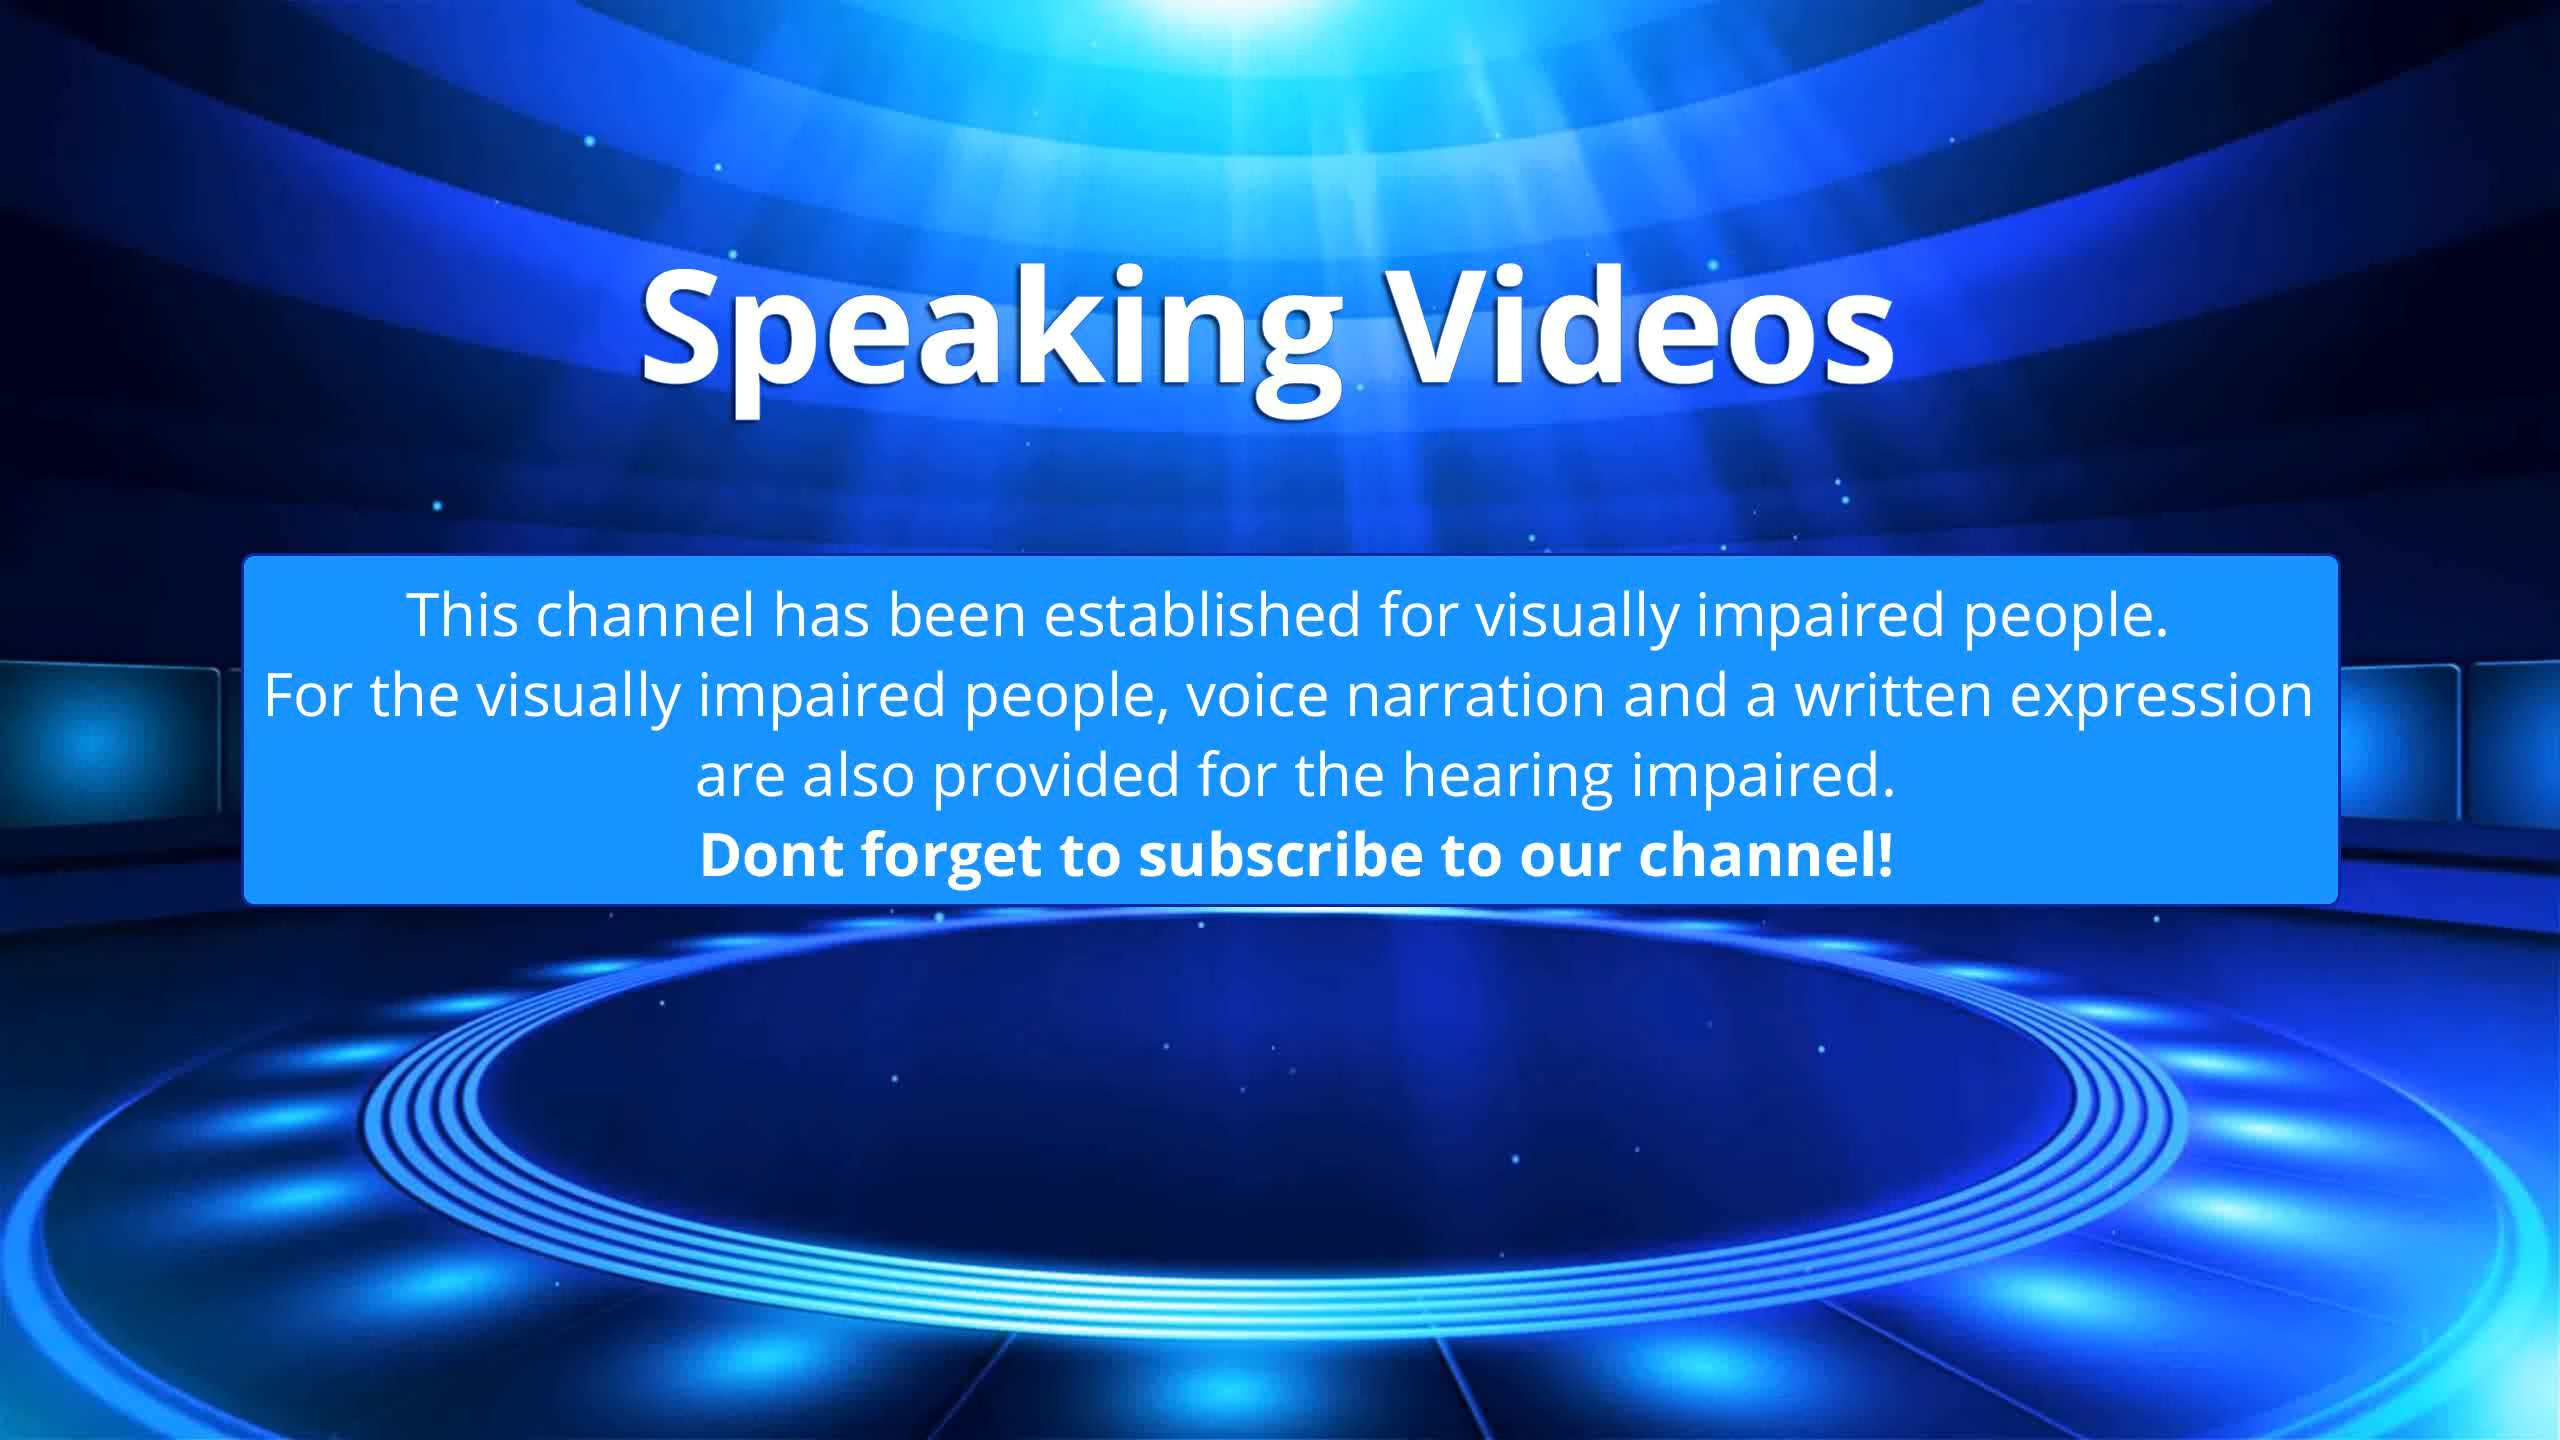 Speaking Videos
This channel has been established for visually impaired people.
For the visually impaired people, voice narration and a written expression
are also provided for the hearing impaired.
Dont forget to subscribe to our channel!